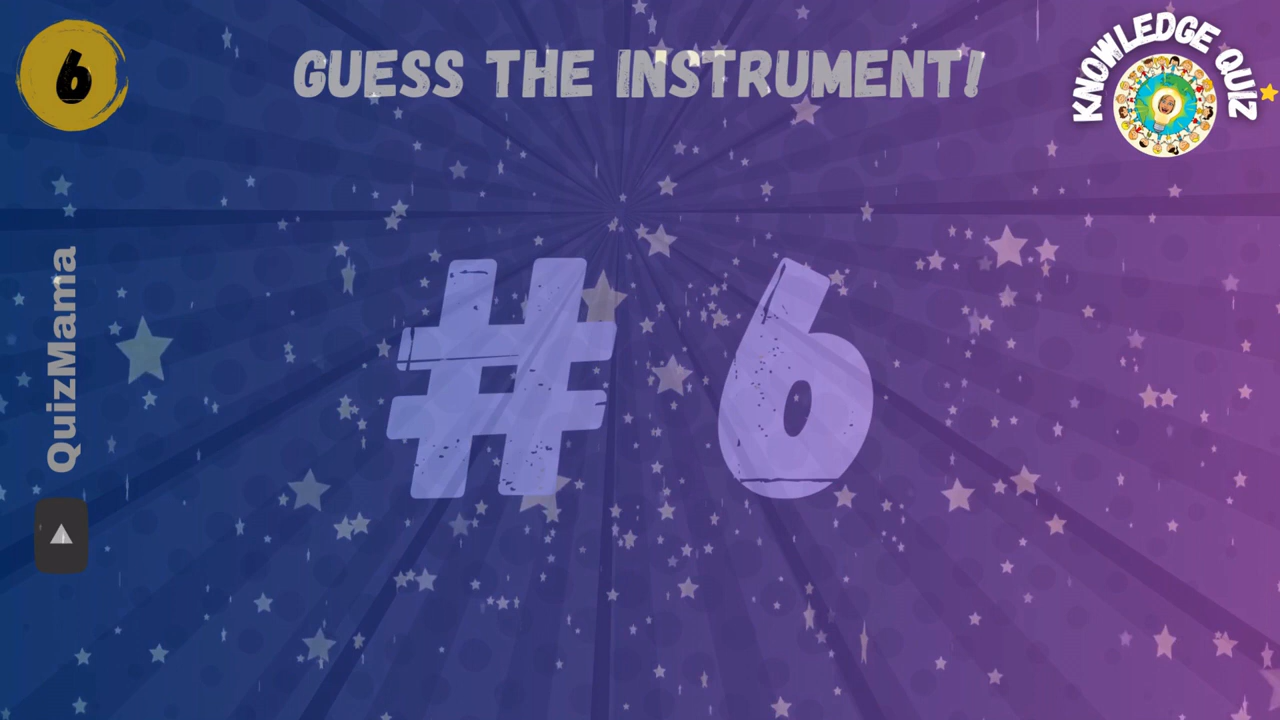 6
GUESS THE INSTRUMENT!
KNOWLEDGE QUIZ
# 6
QuizMama